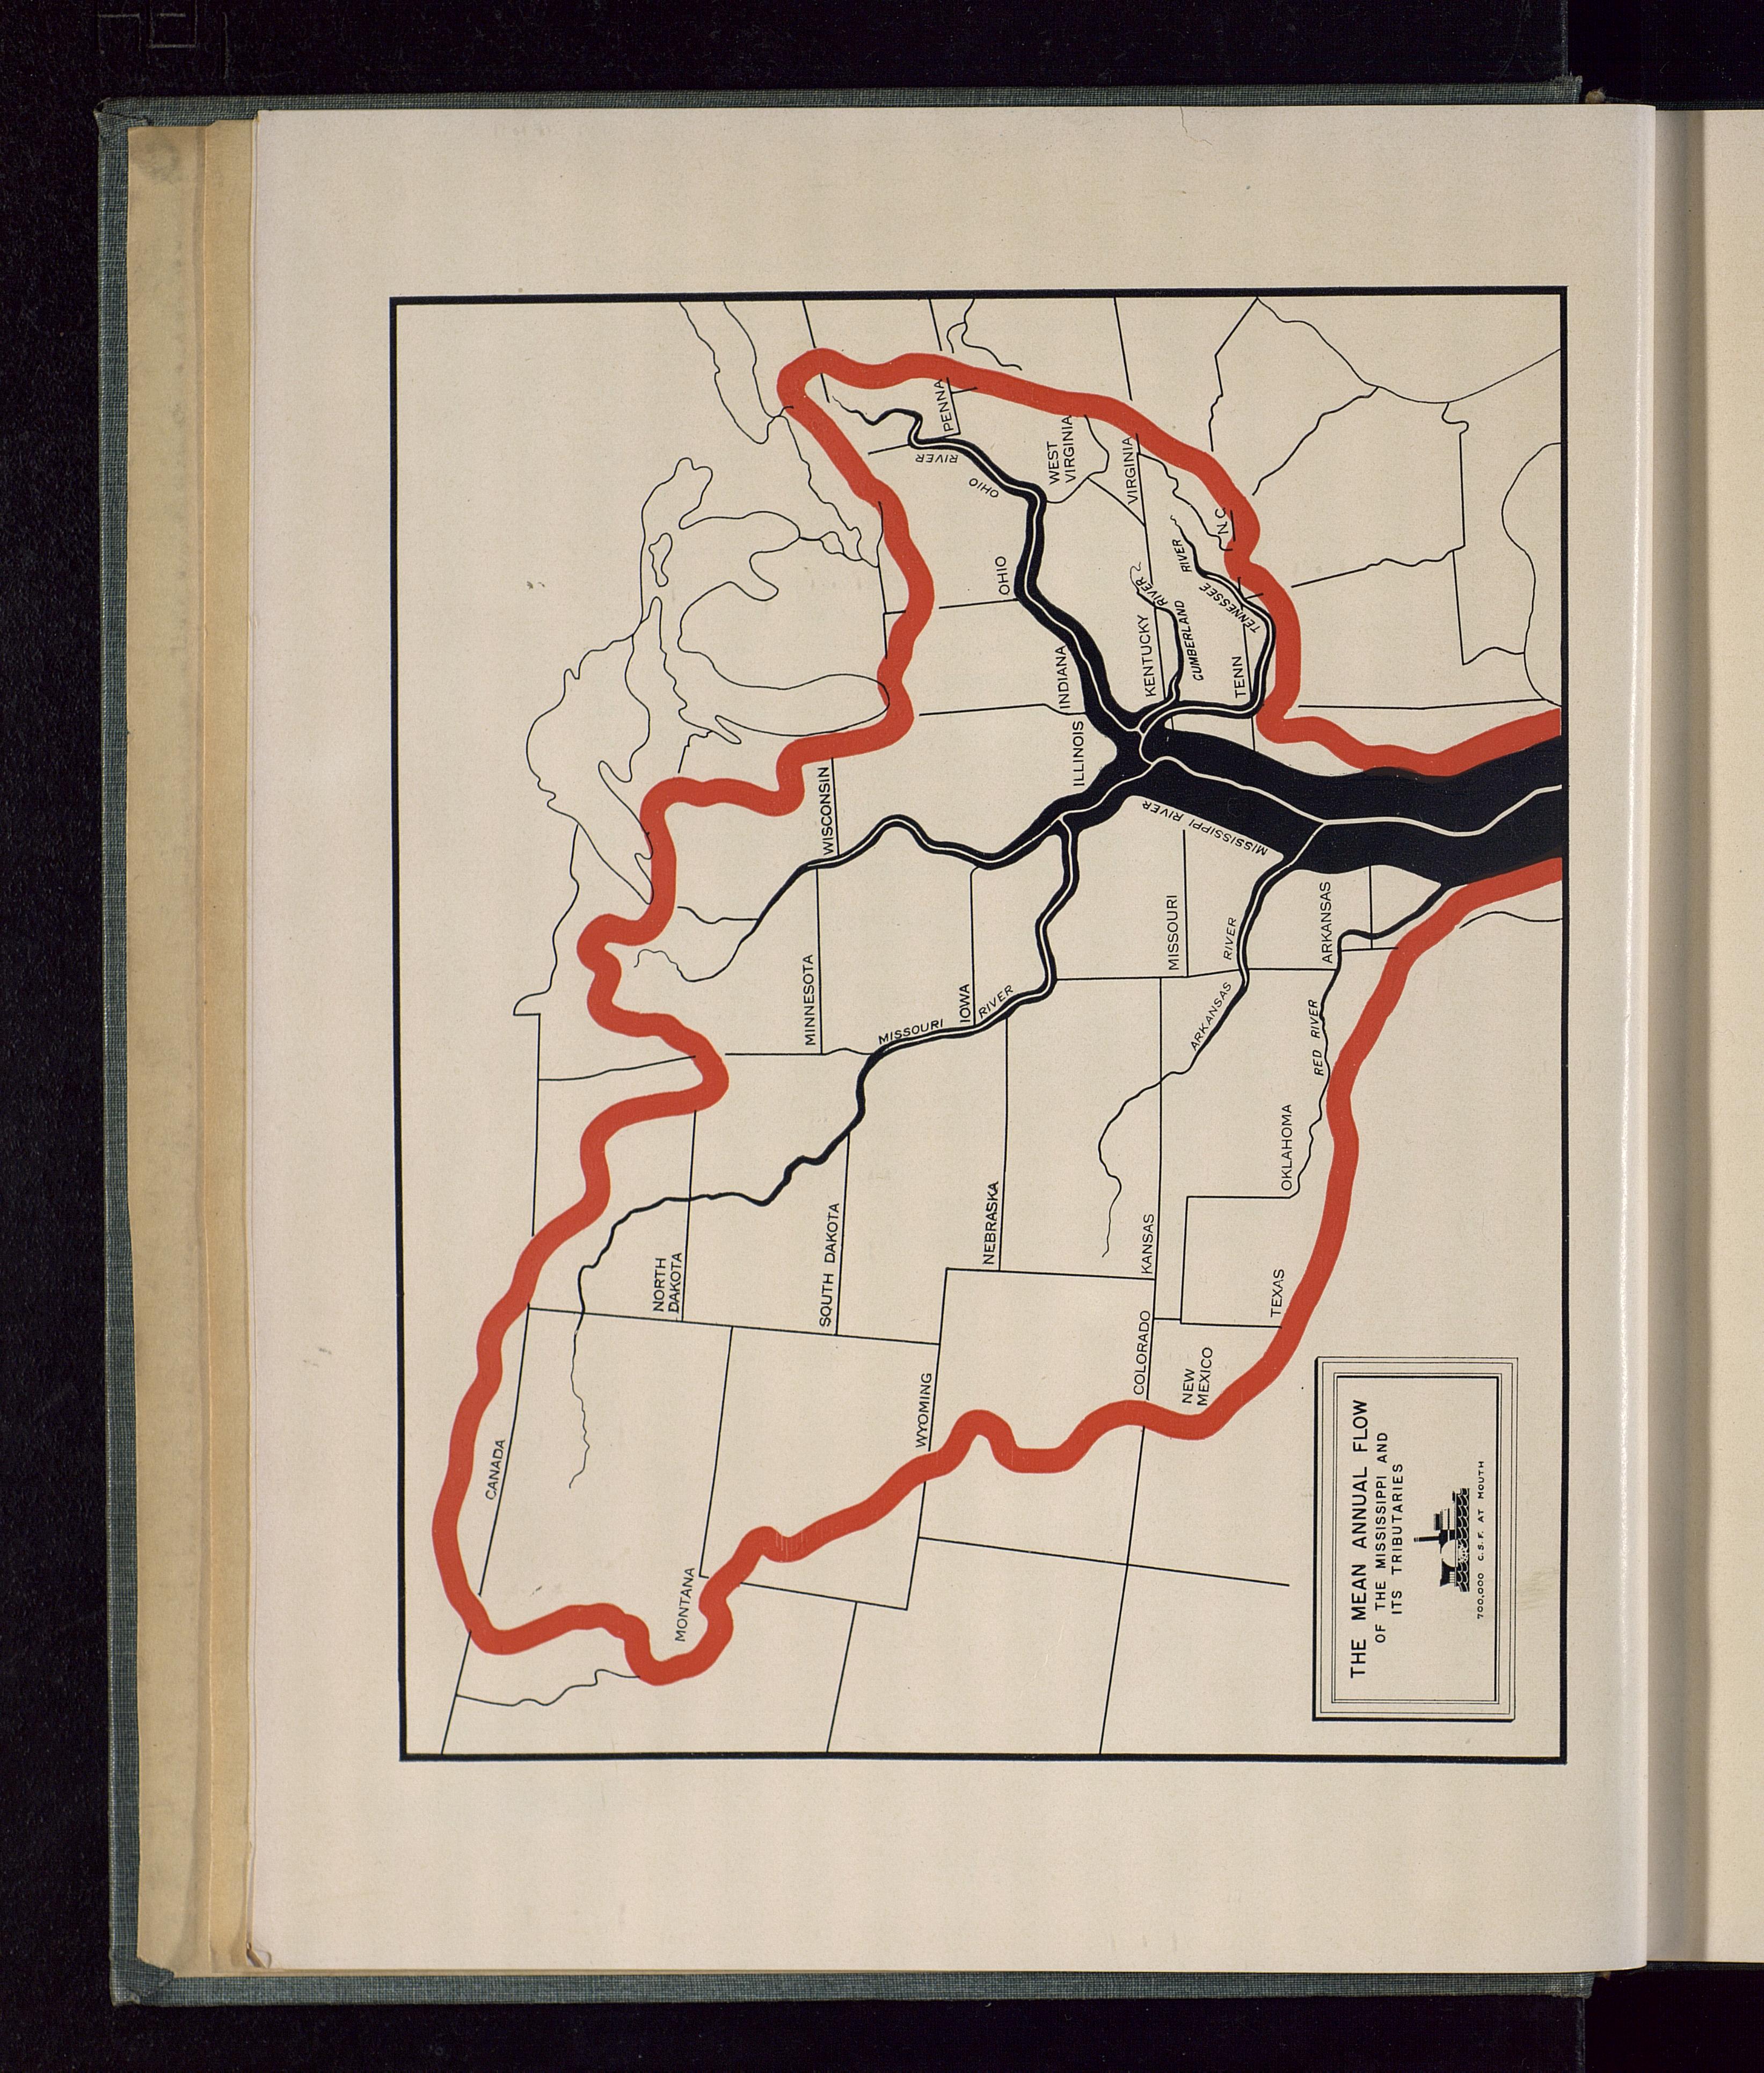 CANADA
MONTANA
NORTH
DAKOTA
MINNESOTA
WISCONSIN
SOUTH DAKOTA
MISSOURI
RIVER
WYOMING
IOWA
NEBRASKA
PENNA
OHIO
OHIO RIVER
WEST
VIRGINIA
ILLINOIS
INDIANA
COLORADO
KANSAS
MISSOURI
KENTUCKY
VIRGINIA
NEW
MEXICO
CUMBERLAND RIVER
ARKANSAS RIVER
MISSISSIPPI RIVER
TENN
TENNESSEE RIVER
N.C.
TEXAS
OKLAHOMA
RED RIVER
ARKANSAS
THE MEAN ANNUAL FLOW
OF THE MISSISSIPPI AND
ITS TRIBUTARIES
700,000 C.S.F. AT MOUTH